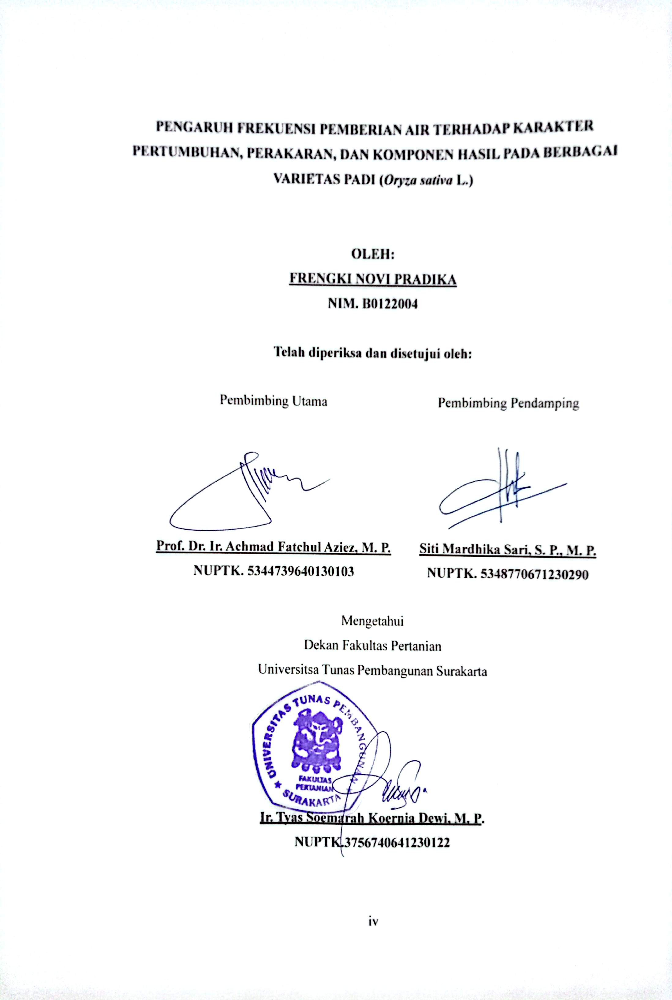 PENGARUH FREKUENSI PEMBERIAN AIR TERHADAP KARAKTER
PERTUMBUHAN, PERAKARAN, DAN KOMPONEN HASIL PADA BERBAGAI
VARIETAS PADI (Oryza sativa L.)
OLEH:
FRENGKI NOVI PRADIKA
NIM. B0122004
Telah diperiksa dan disetujui oleh:
Pembimbing Utama
Pembimbing Pendamping
Prof. Dr. Ir. Achmad Fatchul Aziez, M. P.
Siti Mardhika Sari, S. P., M. P.
NUPTK. 5344739640130103
NUPTK. 5348770671230290
Mengetahui
Dekan Fakultas Pertanian
Universitsa Tunas Pembangunan Surakarta
UNIVERSITAS TUNAS PEMBANGUNAN
FAKULTAS
PERTANIAN
SURAKARTA
Ir. Tyas Soemarah Koernia Dewi, M. P.
NUPTK.3756740641230122
iv